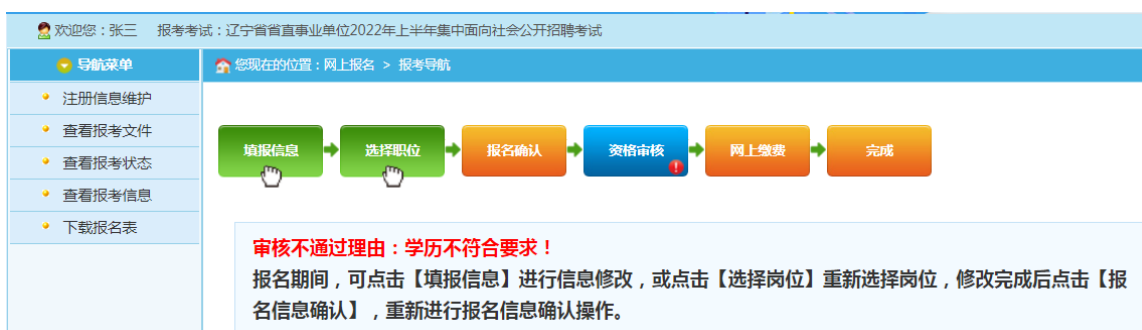 欢迎您：张三 报考考试：辽宁省省直事业单位2022年上半年集中面向社会公开招聘考试
导航菜单
您现在的位置：网上报名 > 报考导航
注册信息维护
查看报考文件
查看报考状态
查看报考信息
下载报名表
填报信息 选择职位 报名确认 资格审核 网上缴费 完成
审核不通过理由：学历不符合要求！
报名期间，可点击【填报信息】进行信息修改，或点击【选择岗位】重新选择岗位，修改完成后点击【报
名信息确认】，重新进行报名信息确认操作。